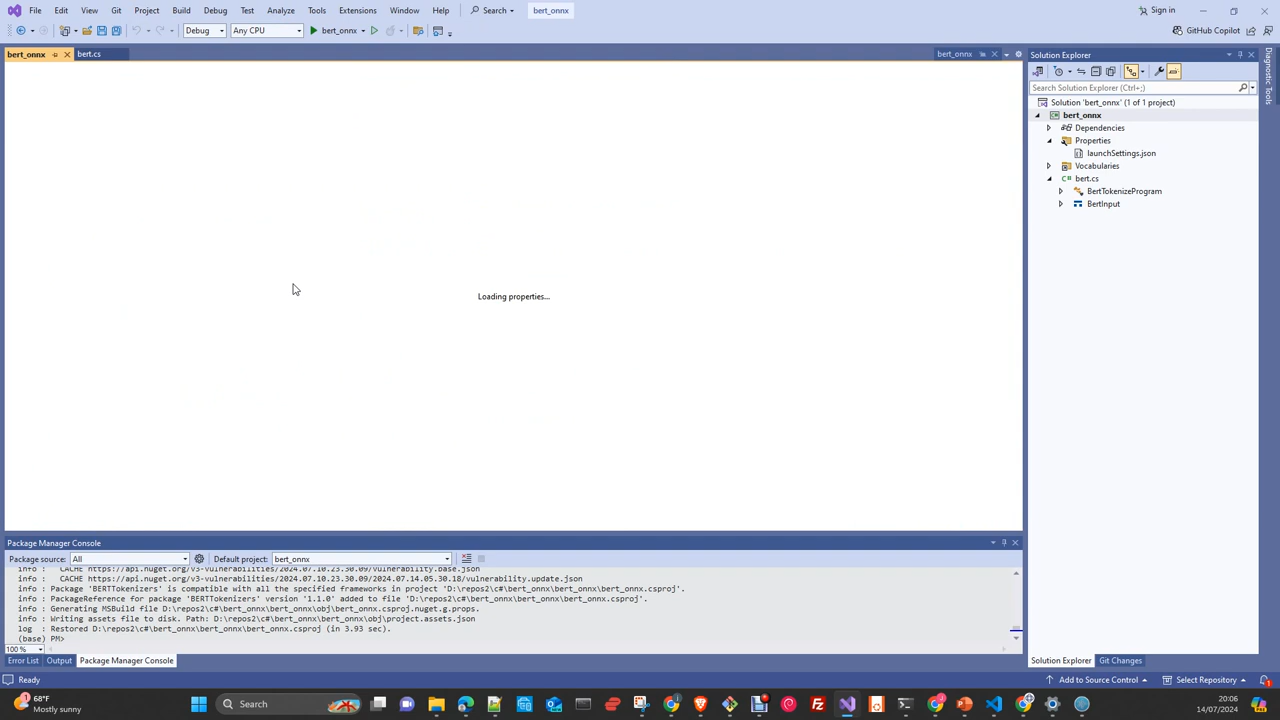 File Edit View Git Project Build Debug Test Analyze Tools Extensions Window Help Search bert_onnx Sign in
Debug Any CPU bert_onnx GitHub Copilot
bert_onnx bert.cs bert_onnx
Loading properties...
Solution Explorer
Search Solution Explorer (Ctrl+;)
Solution 'bert_onnx' (1 of 1 project)
bert_onnx
Dependencies
Properties
launchSettings.json
Vocabularies
bert.cs
BertTokenizeProgram
BertInput
Diagnostic Tools
Package Manager Console
Package source: All Default project: bert_onnx
info : CACHE https://api.nuget.org/v3-vulnerabilities/2024.07.10.23.30.09/vulnerability.base.json
info : CACHE https://api.nuget.org/v3-vulnerabilities/2024.07.10.23.30.09/2024.07.14.05.30.18/vulnerability.update.json
info : Package 'BERTTokenizers' is compatible with all the specified frameworks in project 'D:\repos2\c#\bert_onnx\bert_onnx\bert_onnx.csproj'.
info : PackageReference for package 'BERTTokenizers' version '1.1.0' added to file 'D:\repos2\c#\bert_onnx\bert_onnx\bert_onnx.csproj'.
info : Generating MSBuild file D:\repos2\c#\bert_onnx\bert_onnx\obj\bert_onnx.csproj.nuget.g.props.
info : Writing assets file to disk. Path: D:\repos2\c#\bert_onnx\bert_onnx\obj\project.assets.json
log : Restored D:\repos2\c#\bert_onnx\bert_onnx\bert_onnx.csproj (in 3.93 sec).
(base) PM>
100 %
Error List Output Package Manager Console
Solution Explorer Git Changes
Ready Add to Source Control Select Repository 1
1 68°F
Mostly sunny
Search
20:06
14/07/2024